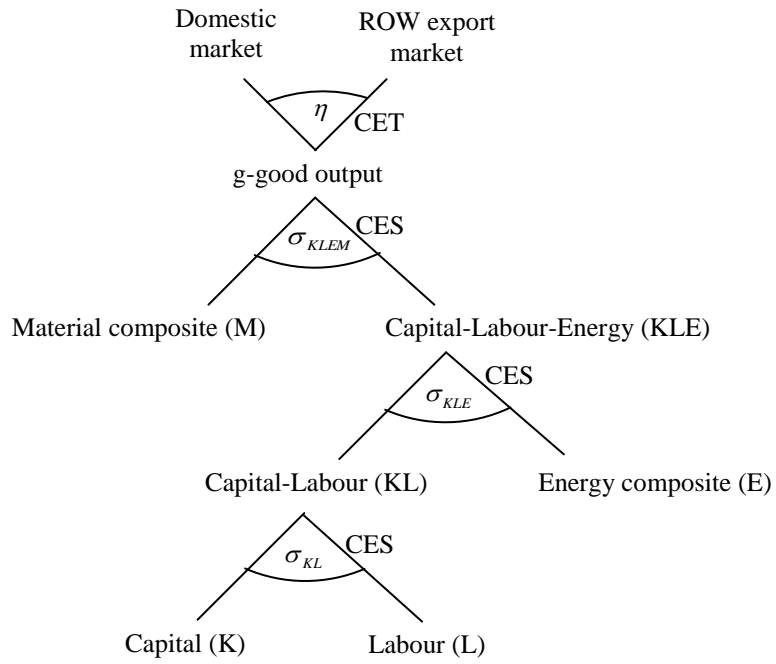 Domestic
market
ROW export
market
η
CET
g-good output
σKLEM
CES
Material composite (M)
Capital-Labour-Energy (KLE)
σKLE
CES
Capital-Labour (KL)
Energy composite (E)
σKL
CES
Capital (K)
Labour (L)